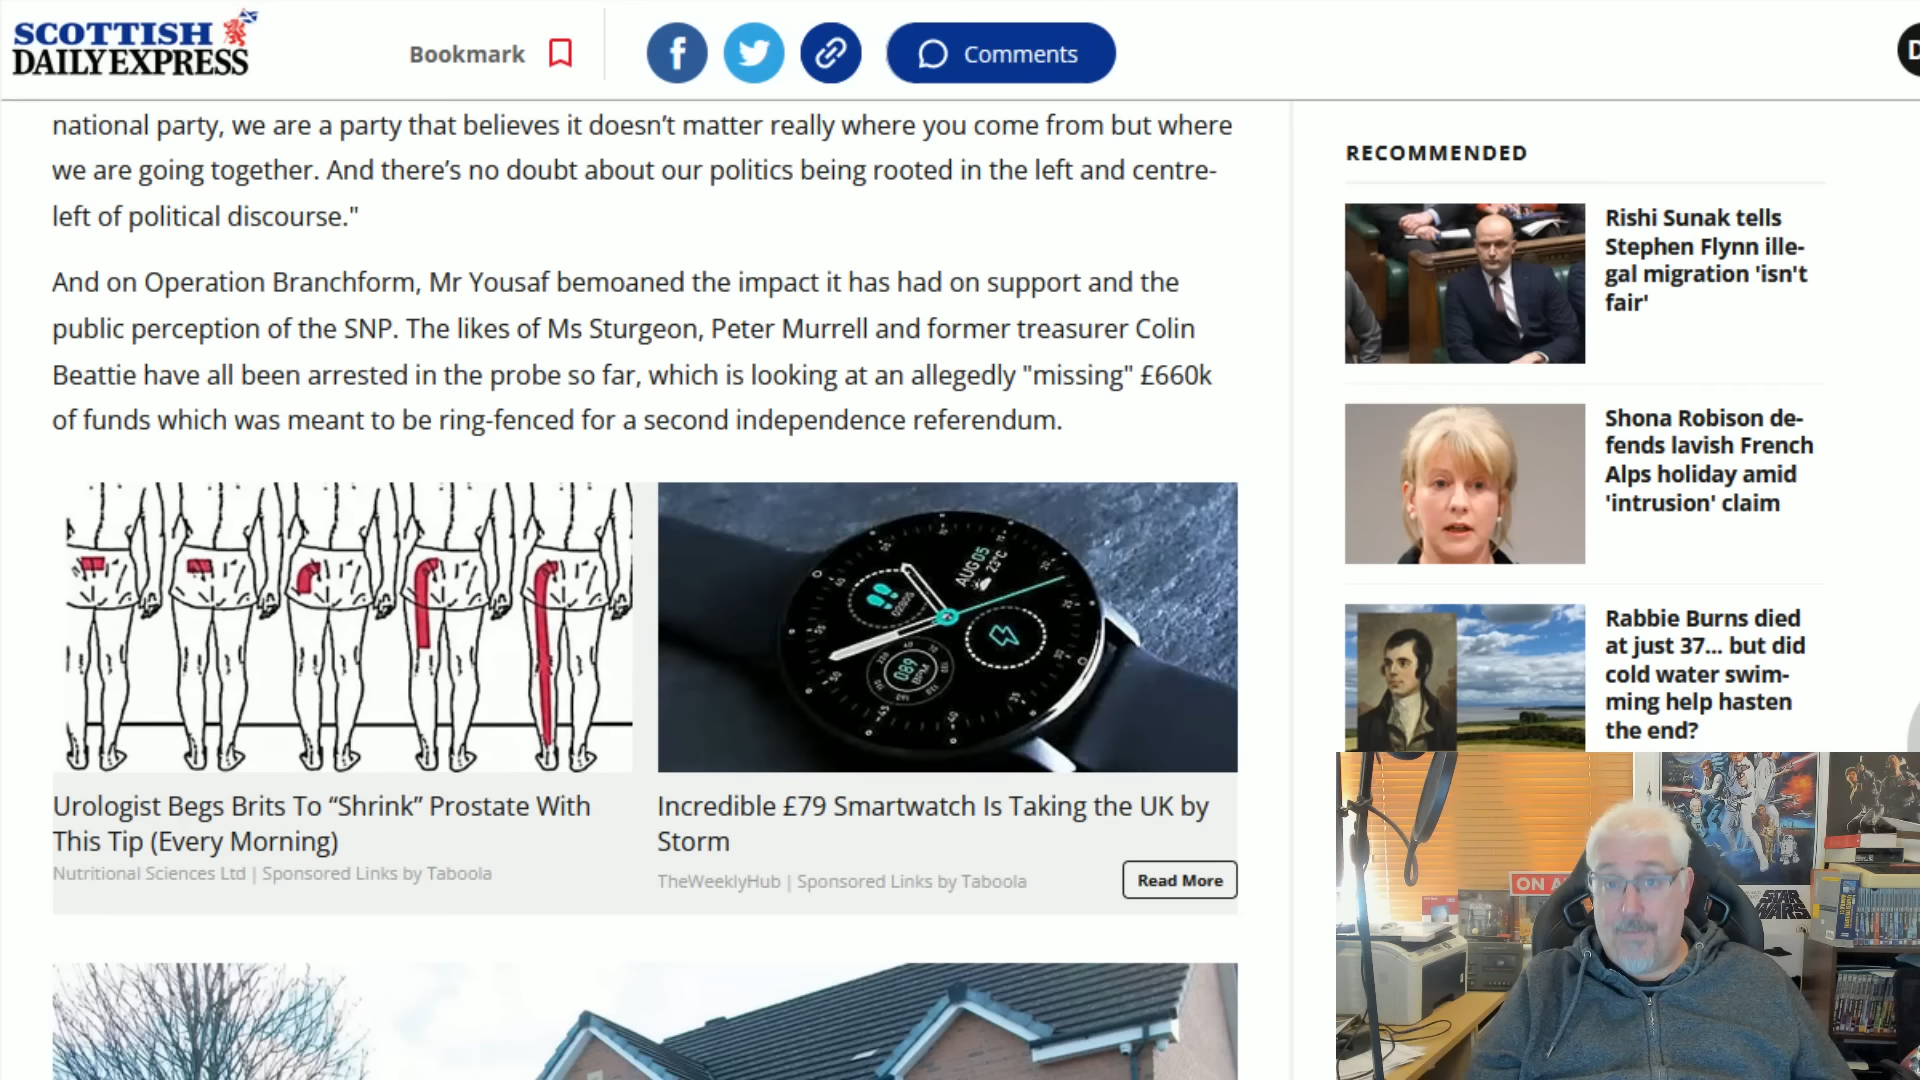 SCOTTISH
DAILY EXPRESS
Bookmark
f
Comments
D
national party, we are a party that believes it doesn’t matter really where you come from but where
we are going together. And there’s no doubt about our politics being rooted in the left and centre-
left of political discourse."
And on Operation Branchform, Mr Yousaf bemoaned the impact it has had on support and the
public perception of the SNP. The likes of Ms Sturgeon, Peter Murrell and former treasurer Colin
Beattie have all been arrested in the probe so far, which is looking at an allegedly "missing" £660k
of funds which was meant to be ring-fenced for a second independence referendum.
AUG 05
23°C
089
BPM
Urologist Begs Brits To “Shrink” Prostate With
This Tip (Every Morning)
Nutritional Sciences Ltd | Sponsored Links by Taboola
Incredible £79 Smartwatch Is Taking the UK by
Storm
TheWeeklyHub | Sponsored Links by Taboola
Read More
RECOMMENDED
Rishi Sunak tells
Stephen Flynn ille-
gal migration 'isn't
fair'
Shona Robison de-
fends lavish French
Alps holiday amid
'intrusion' claim
Rabbie Burns died
at just 37... but did
cold water swim-
ming help hasten
the end?
ON A
STAR
WARS